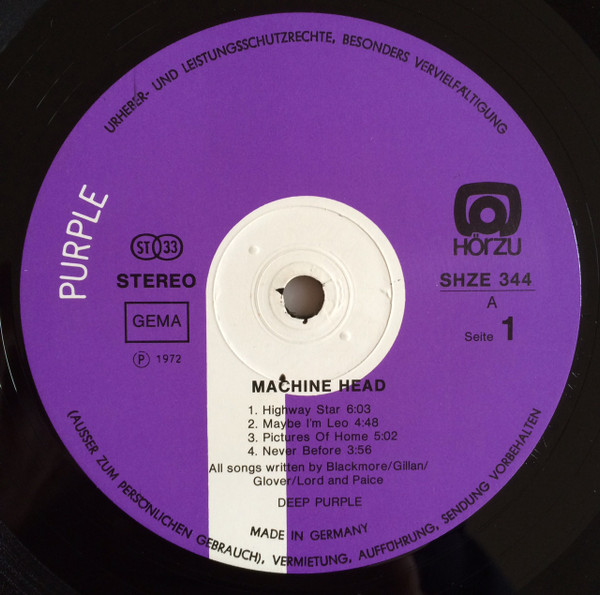 URHEBER- UND LEISTUNGSSCHUTZRECHTE, BESONDERS VERVIELFÄLTIGUNG
PURPLE
ST 33
STEREO
GEMA
Ⓟ 1972
HÖRZU
SHZE 344
A
Seite 1
MACHINE HEAD
1. Highway Star 6:03
2. Maybe I'm Leo 4:48
3. Pictures Of Home 5:02
4. Never Before 3:56
All songs written by Blackmore/Gillan/
Glover/Lord and Paice
DEEP PURPLE
MADE IN GERMANY
(AUSSER ZUM PERSÖNLICHEN GEBRAUCH), VERMIETUNG, AUFFÜHRUNG, SENDUNG VORBEHALTEN